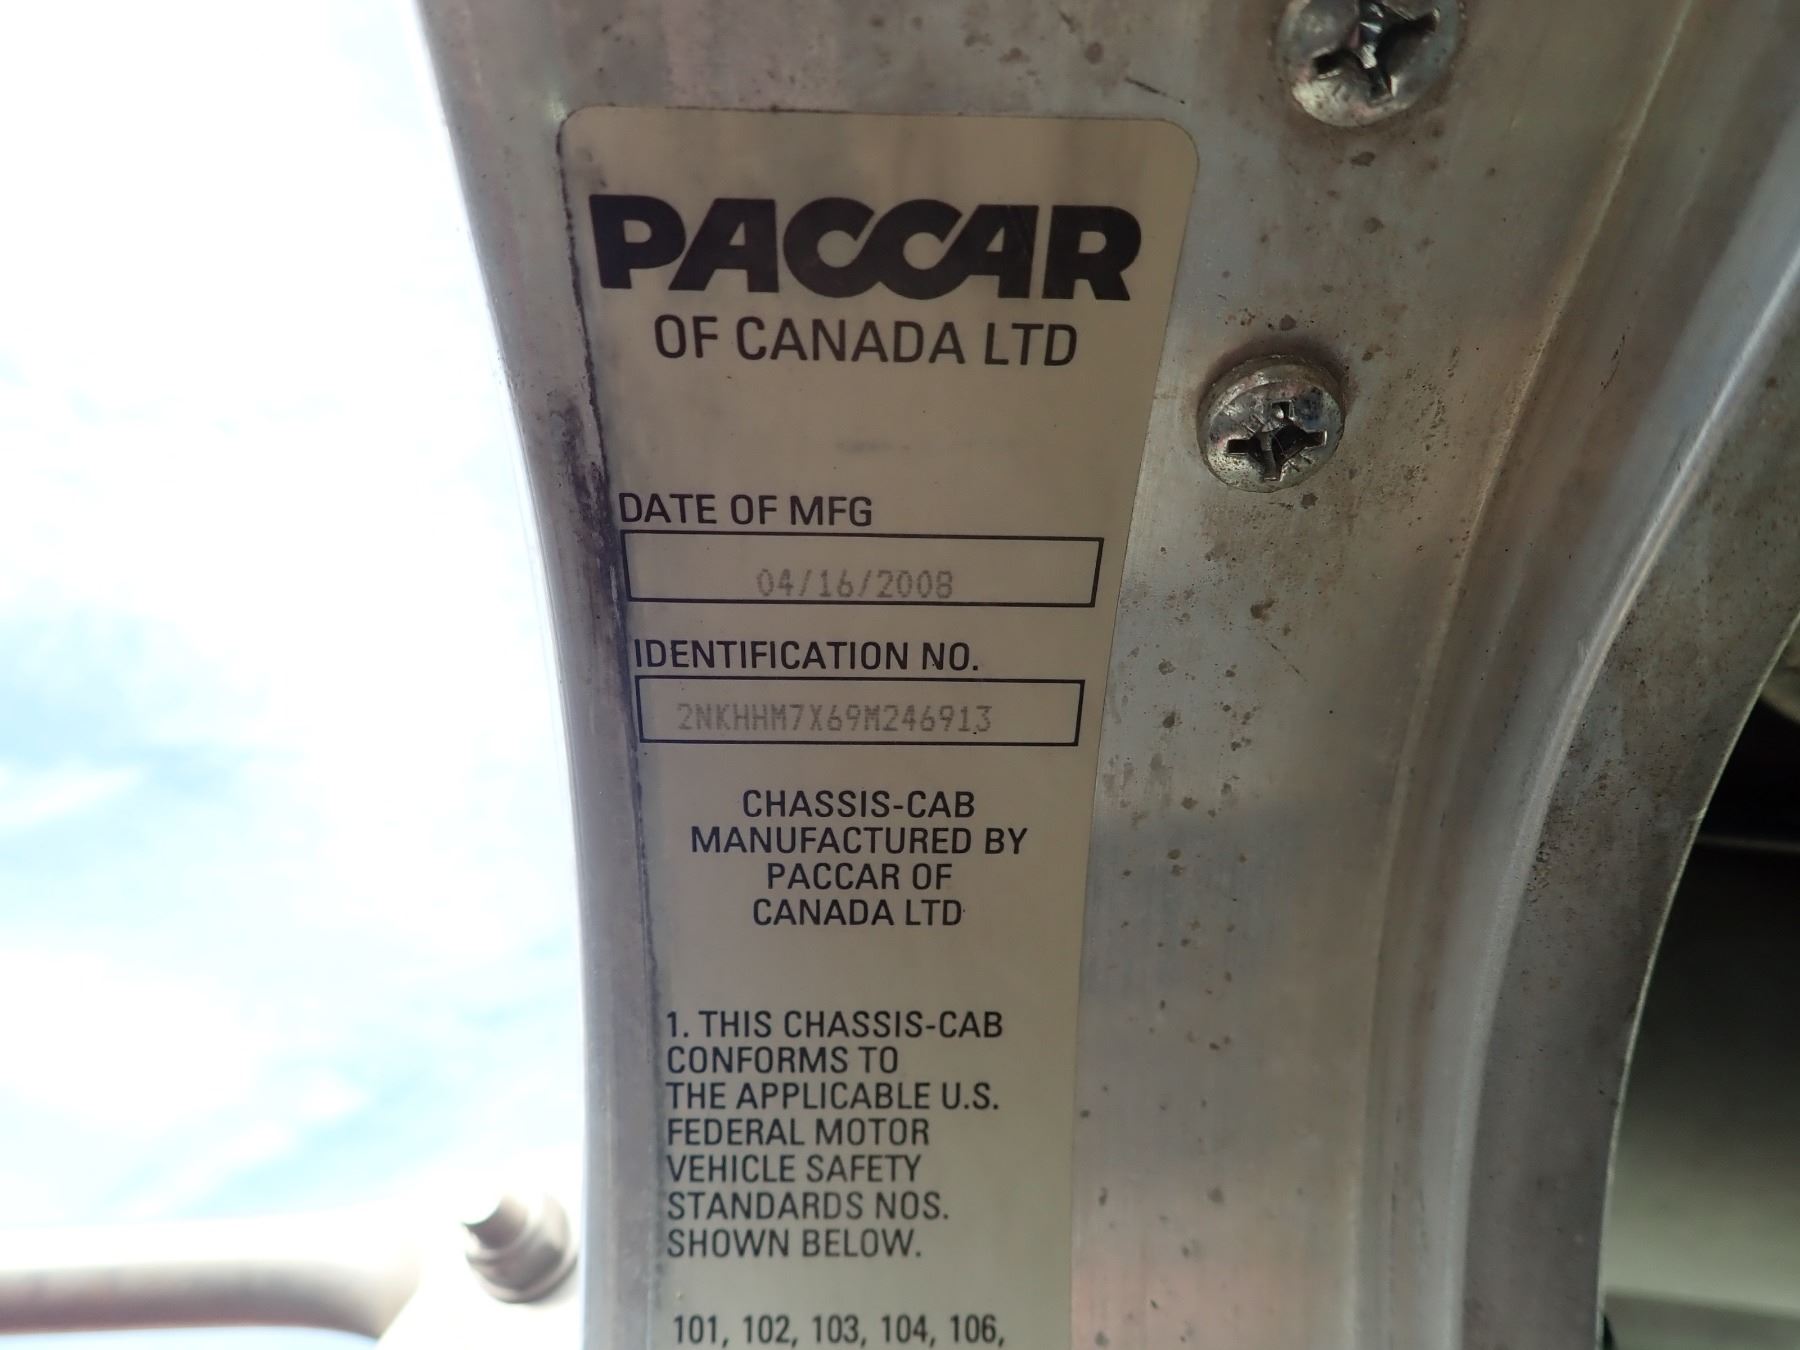 PACCAR
OF CANADA LTD
DATE OF MFG
04/16/2008
IDENTIFICATION NO.
2NKHHM7X69M246913
CHASSIS-CAB
MANUFACTURED BY
PACCAR OF
CANADA LTD
1. THIS CHASSIS-CAB
CONFORMS TO
THE APPLICABLE U.S.
FEDERAL MOTOR
VEHICLE SAFETY
STANDARDS NOS.
SHOWN BELOW.
101, 102, 103, 104, 106,